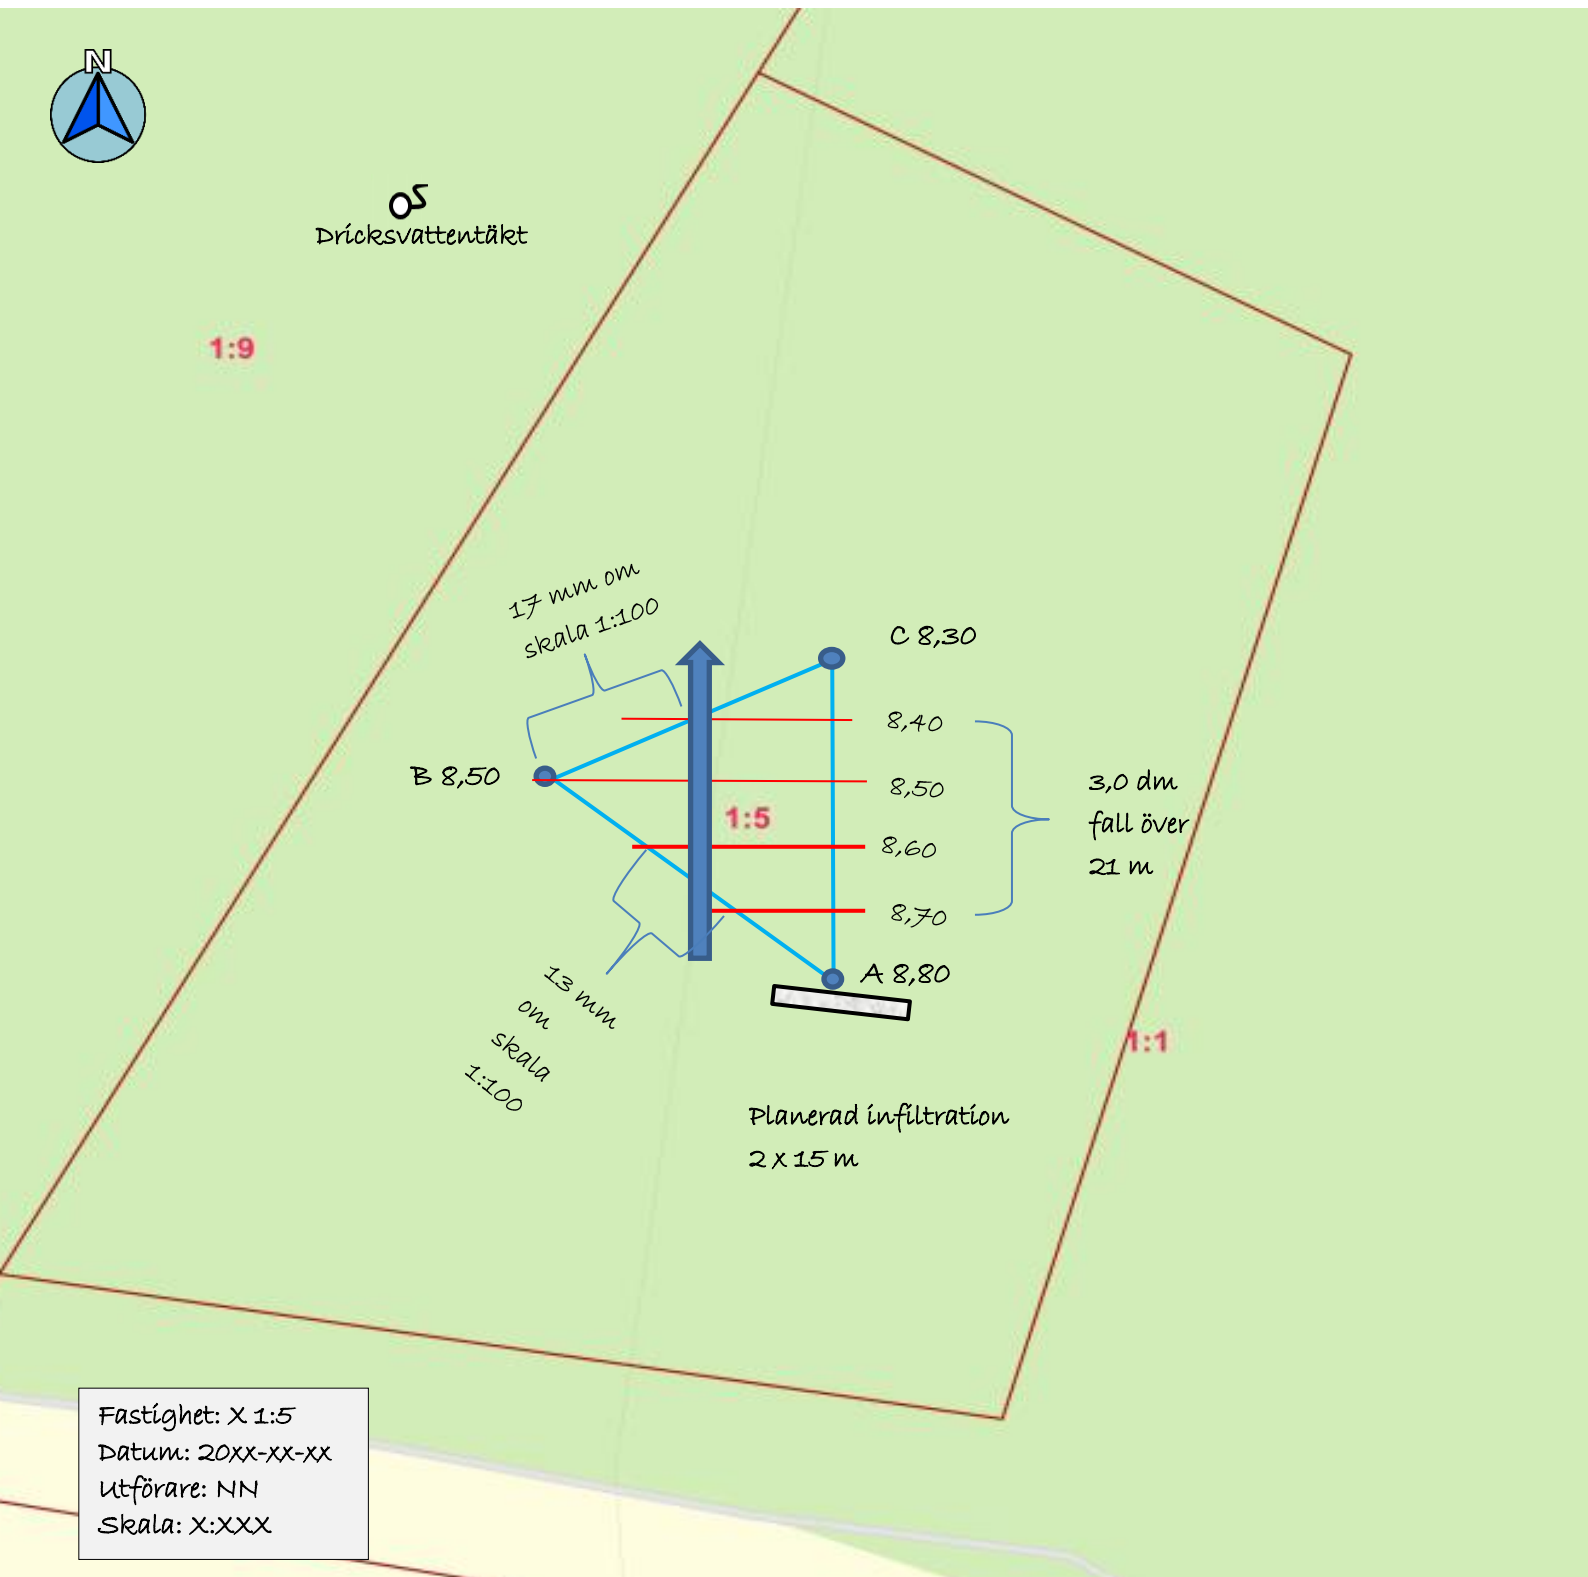 N
Dricksvattentäkt
1:9
17 mm om
skala 1:100
C 8,30
8,40
B 8,50
8,50
3,0 dm
fall över
21 m
1:5
8,60
8,70
A 8,80
13 mm
om
skala
1:100
1:1
Planerad infiltration
2 x 15 m
Fastighet: X 1:5
Datum: 20xx-xx-xx
Utförare: NN
Skala: X:XXX